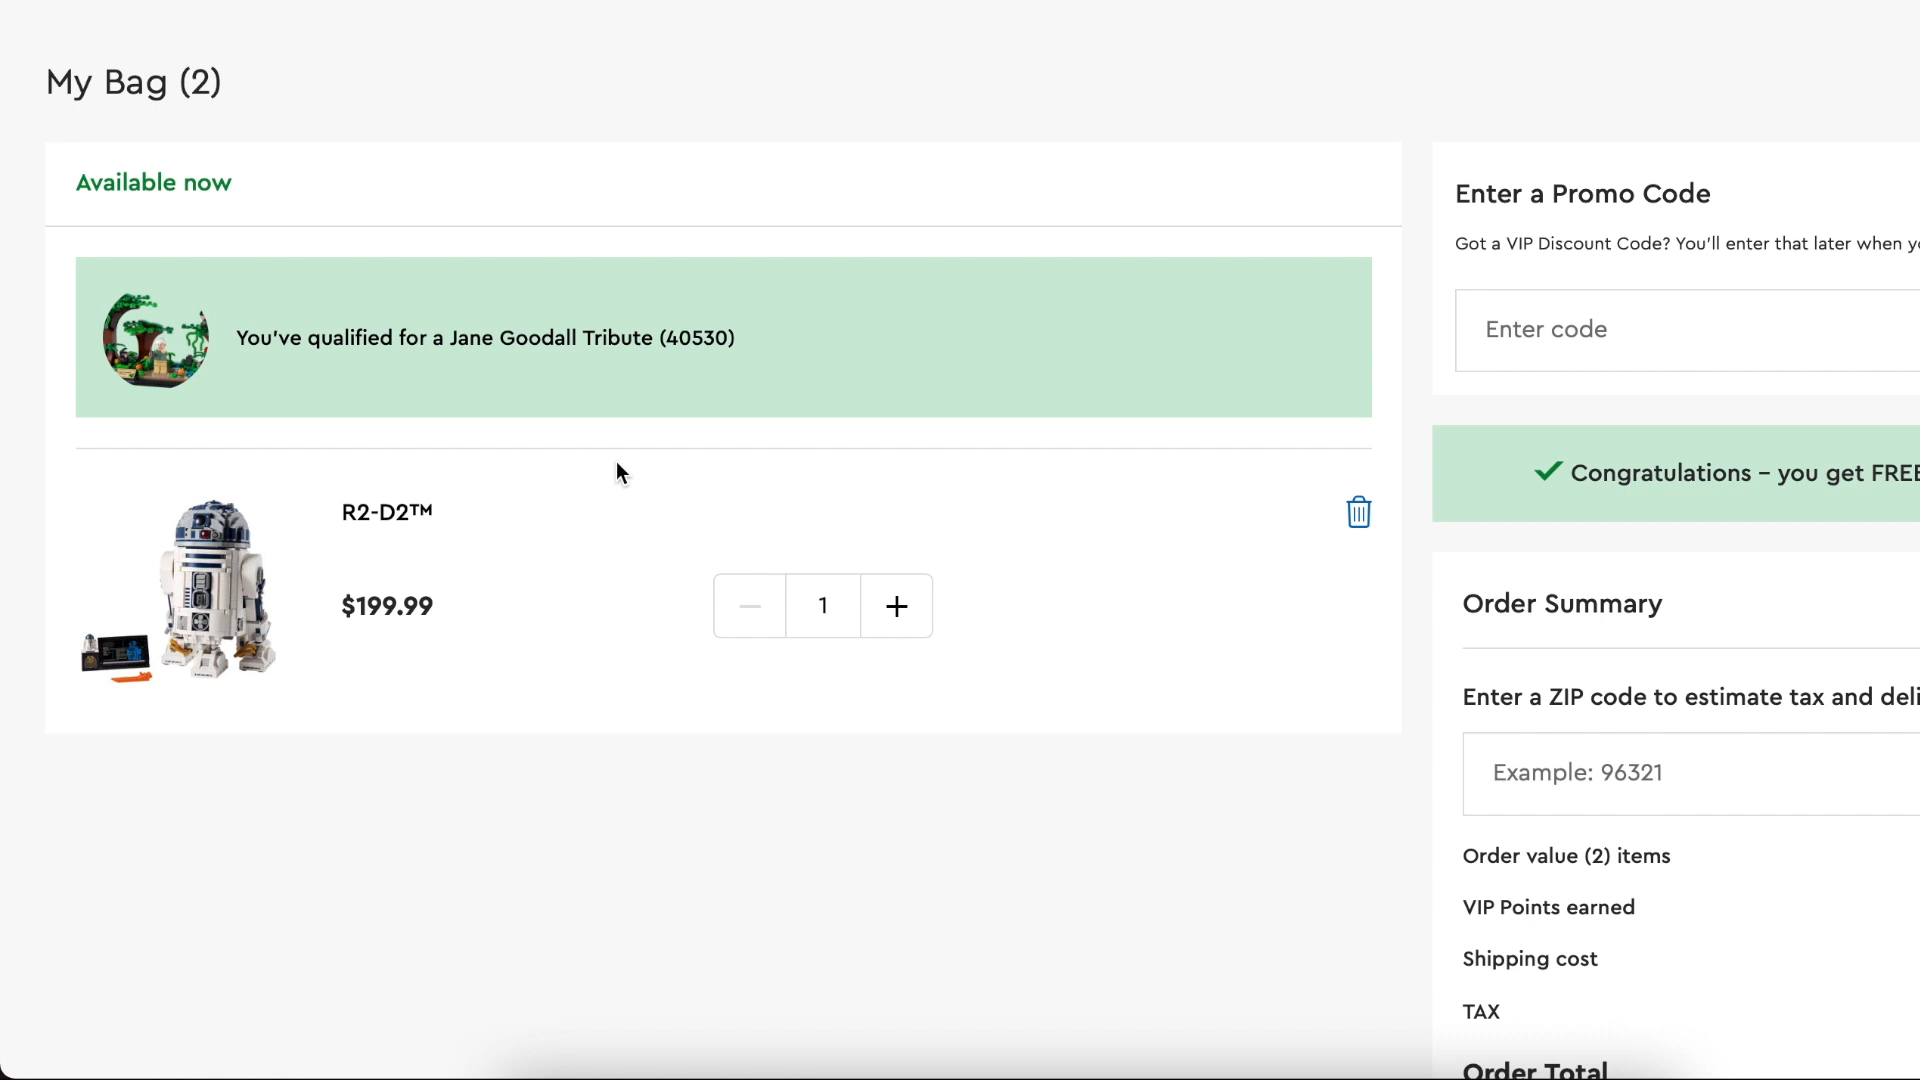 My Bag (2)
Available now
You've qualified for a Jane Goodall Tribute (40530)
R2-D2™
$199.99
1
Enter a Promo Code
Got a VIP Discount Code? You'll enter that later when
Enter code
Congratulations – you get FREE
Order Summary
Enter a ZIP code to estimate tax and
Example: 96321
Order value (2) items
VIP Points earned
Shipping cost
TAX
Order Total